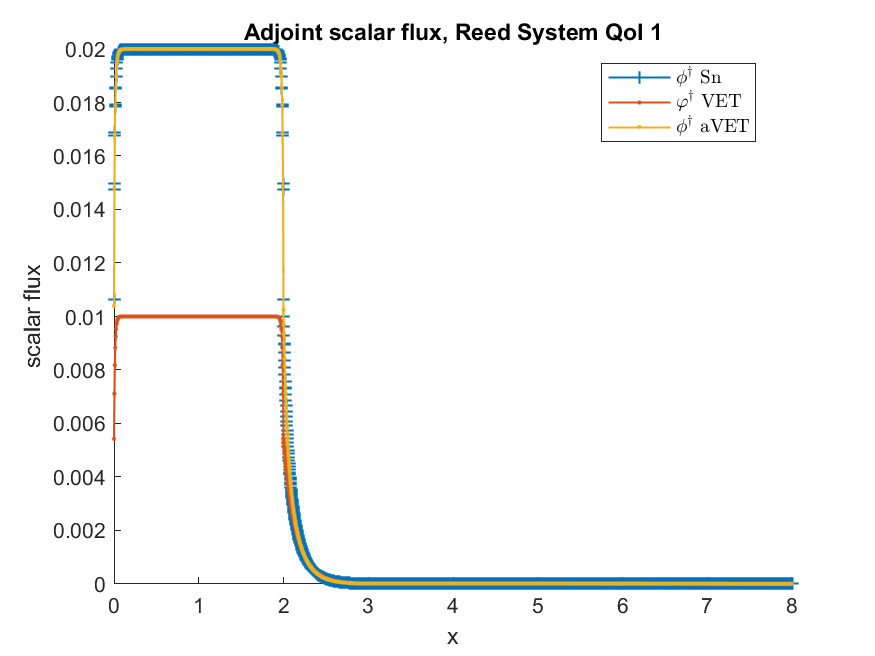 Adjoint scalar flux, Reed System QoI 1
ϕ† Sn
φ† VET
ϕ† aVET
scalar flux
0.02
0.018
0.016
0.014
0.012
0.01
0.008
0.006
0.004
0.002
0
0 1 2 3 4 5 6 7 8
x